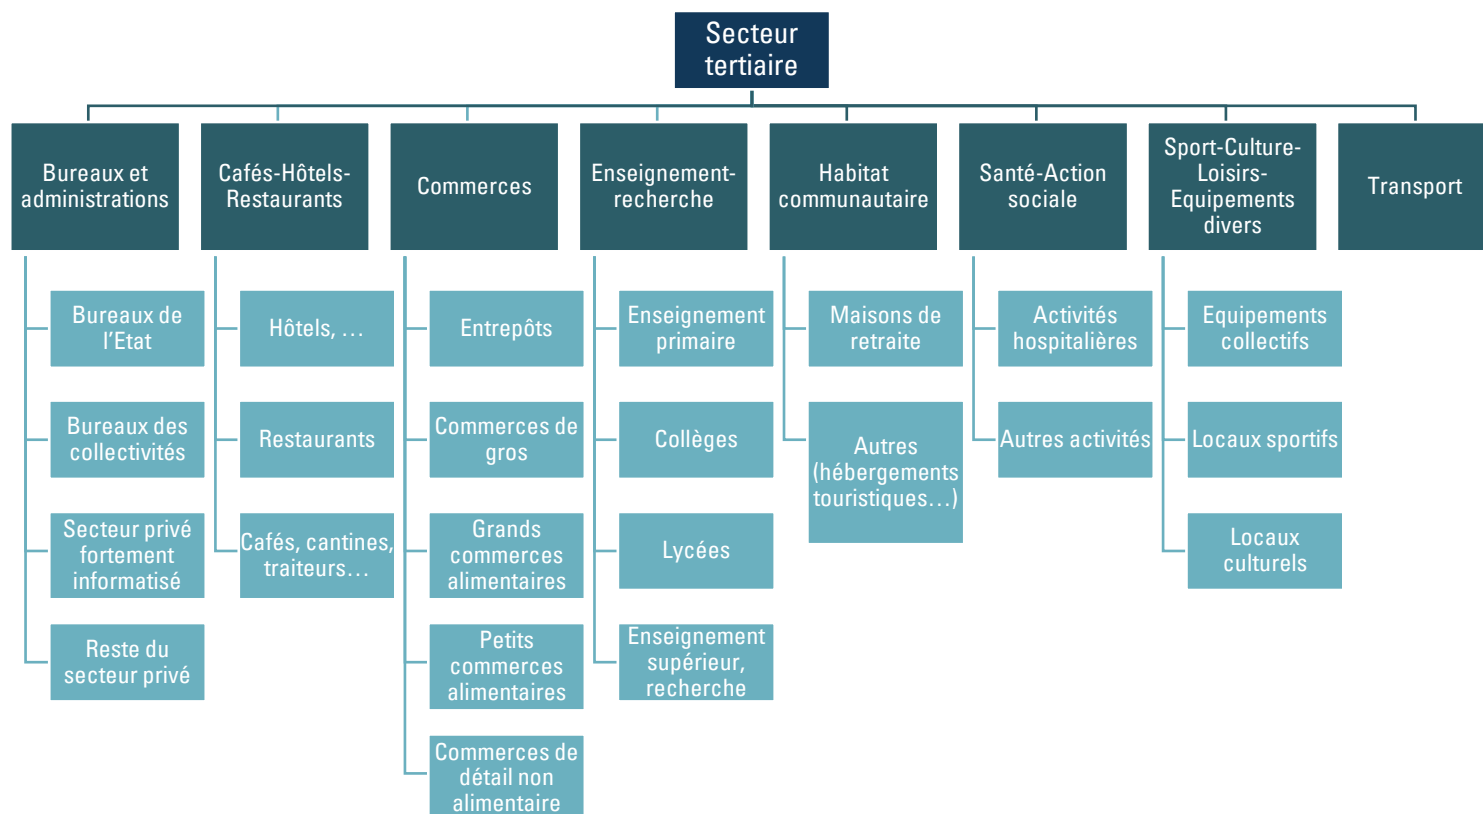 Secteur
tertiaire
Bureaux et
administrations
Cafés-Hôtels-
Restaurants
Commerces
Enseignement-
recherche
Habitat
communautaire
Santé-Action
sociale
Sport-Culture-
Loisirs-
Equipements
divers
Transport
Bureaux de
l’Etat
Bureaux des
collectivités
Secteur privé
fortement
informatisé
Reste du
secteur privé
Hôtels, …
Restaurants
Cafés, cantines,
traiteurs…
Entrepôts
Commerces de
gros
Grands
commerces
alimentaires
Petits
commerces
alimentaires
Commerces de
détail non
alimentaire
Enseignement
primaire
Collèges
Lycées
Enseignement
supérieur,
recherche
Maisons de
retraite
Autres
(hébergements
touristiques…)
Activités
hospitalières
Autres activités
Equipements
collectifs
Locaux sportifs
Locaux
culturels